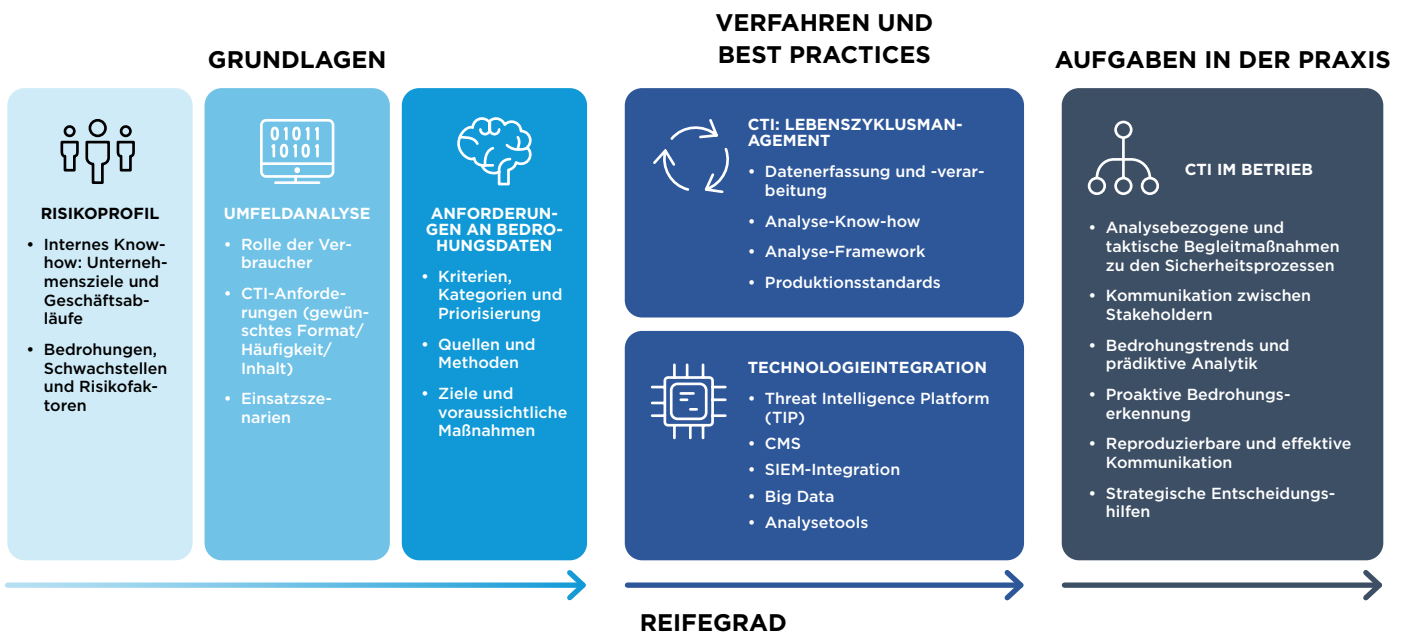 GRUNDLAGEN
RISIKOPROFIL
• Internes Know-
how: Unterneh-
mensziele und
Geschäftsab-
läufe
• Bedrohungen,
Schwachstellen
und Risikofak-
toren
01011
10101
UMFELDANALYSE
• Rolle der Ver-
braucher
• CTI-Anforde-
rungen (gewün-
schtes Format/
Häufigkeit/
Inhalt)
• Einsatzsze-
narien
ANFORDERUN-
GEN AN BEDRO-
HUNGSDATEN
• Kriterien,
Kategorien und
Priorisierung
• Quellen und
Methoden
• Ziele und
voraussichtliche
Maßnahmen
VERFAHREN UND
BEST PRACTICES
CTI: LEBENSZYKLUSMAN-
AGEMENT
• Datenerfassung und -verar-
beitung
• Analyse-Know-how
• Analyse-Framework
• Produktionsstandards
TECHNOLOGIEINTEGRATION
• Threat Intelligence Platform
(TIP)
• CMS
• SIEM-Integration
• Big Data
• Analysetools
AUFGABEN IN DER PRAXIS
CTI IM BETRIEB
• Analysebezogene und
taktische Begleitmaßnahmen
zu den Sicherheitsprozessen
• Kommunikation zwischen
Stakeholdern
• Bedrohungstrends und
prädiktive Analytik
• Proaktive Bedrohungs-
erkennung
• Reproduzierbare und effektive
Kommunikation
• Strategische Entscheidungs-
hilfen
REIFEGRAD